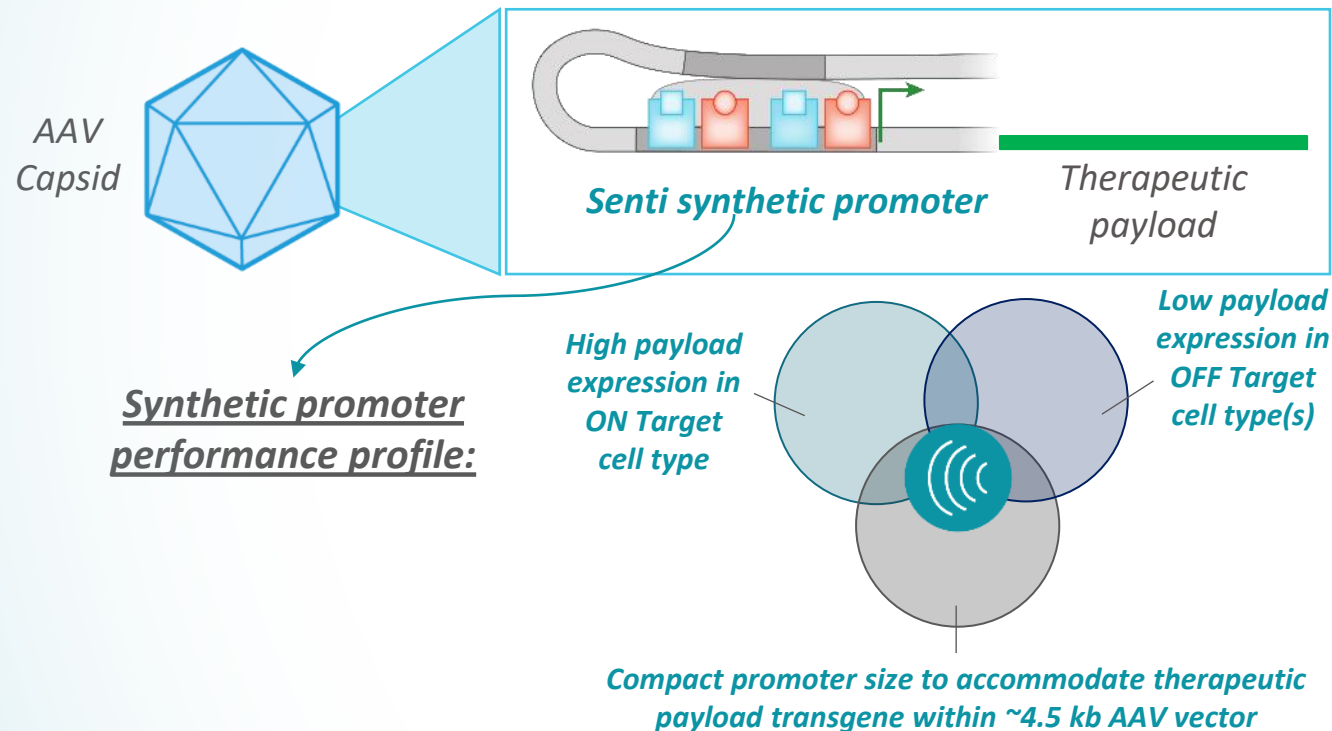 AAV
Capsid
Senti synthetic promoter
Therapeutic
payload
Synthetic promoter
performance profile:
High payload
expression in
ON Target
cell type
Low payload
expression in
OFF Target
cell type(s)
Compact promoter size to accommodate therapeutic
payload transgene within ~4.5 kb AAV vector